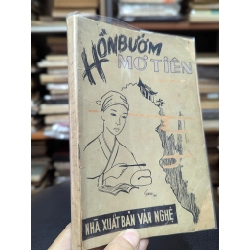 HỒN BƯỚM
MƠ TIÊN
NHÀ XUẤT BẢN VĂN NGHỆ